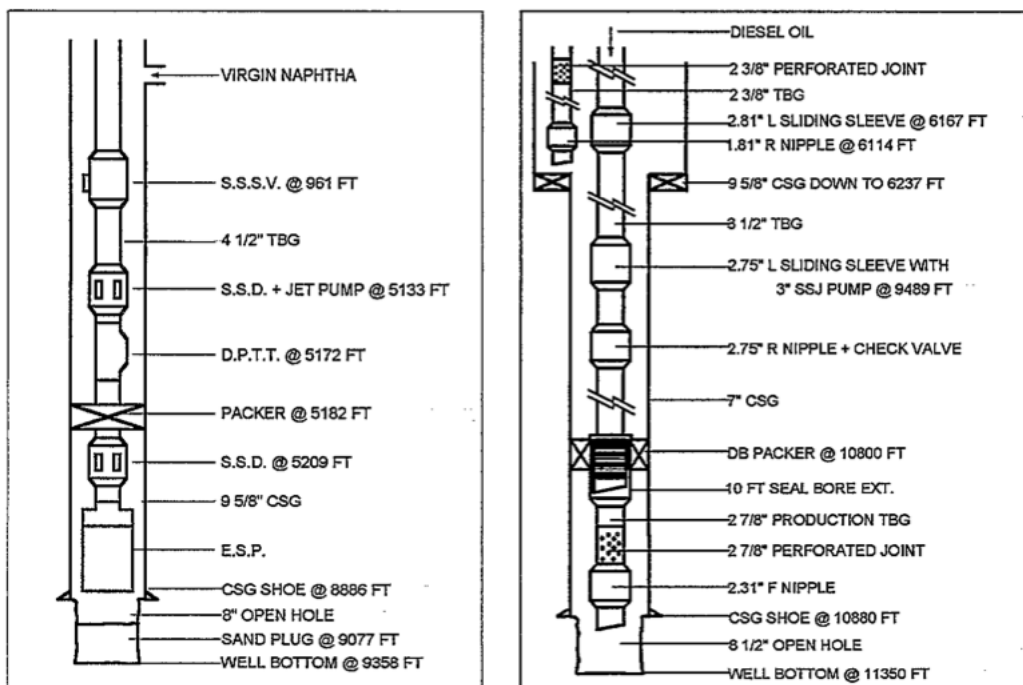 VIRGIN NAPHTHA
S.S.S.V. @ 961 FT
4 1/2" TBG
S.S.D. + JET PUMP @ 5133 FT
D.P.T.T. @ 5172 FT
PACKER @ 5182 FT
S.S.D. @ 5209 FT
9 5/8" CSG
E.S.P.
CSG SHOE @ 8886 FT
8" OPEN HOLE
SAND PLUG @ 9077 FT
WELL BOTTOM @ 9358 FT
DIESEL OIL
2 3/8" PERFORATED JOINT
2 3/8" TBG
2.81" L SLIDING SLEEVE @ 6167 FT
1.81" R NIPPLE @ 6114 FT
9 5/8" CSG DOWN TO 6237 FT
3 1/2" TBG
2.75" L SLIDING SLEEVE WITH
3" SSJ PUMP @ 9489 FT
2.75" R NIPPLE + CHECK VALVE
7" CSG
DB PACKER @ 10800 FT
10 FT SEAL BORE EXT.
2 7/8" PRODUCTION TBG
2 7/8" PERFORATED JOINT
2.31" F NIPPLE
CSG SHOE @ 10880 FT
8 1/2" OPEN HOLE
WELL BOTTOM @ 11350 FT